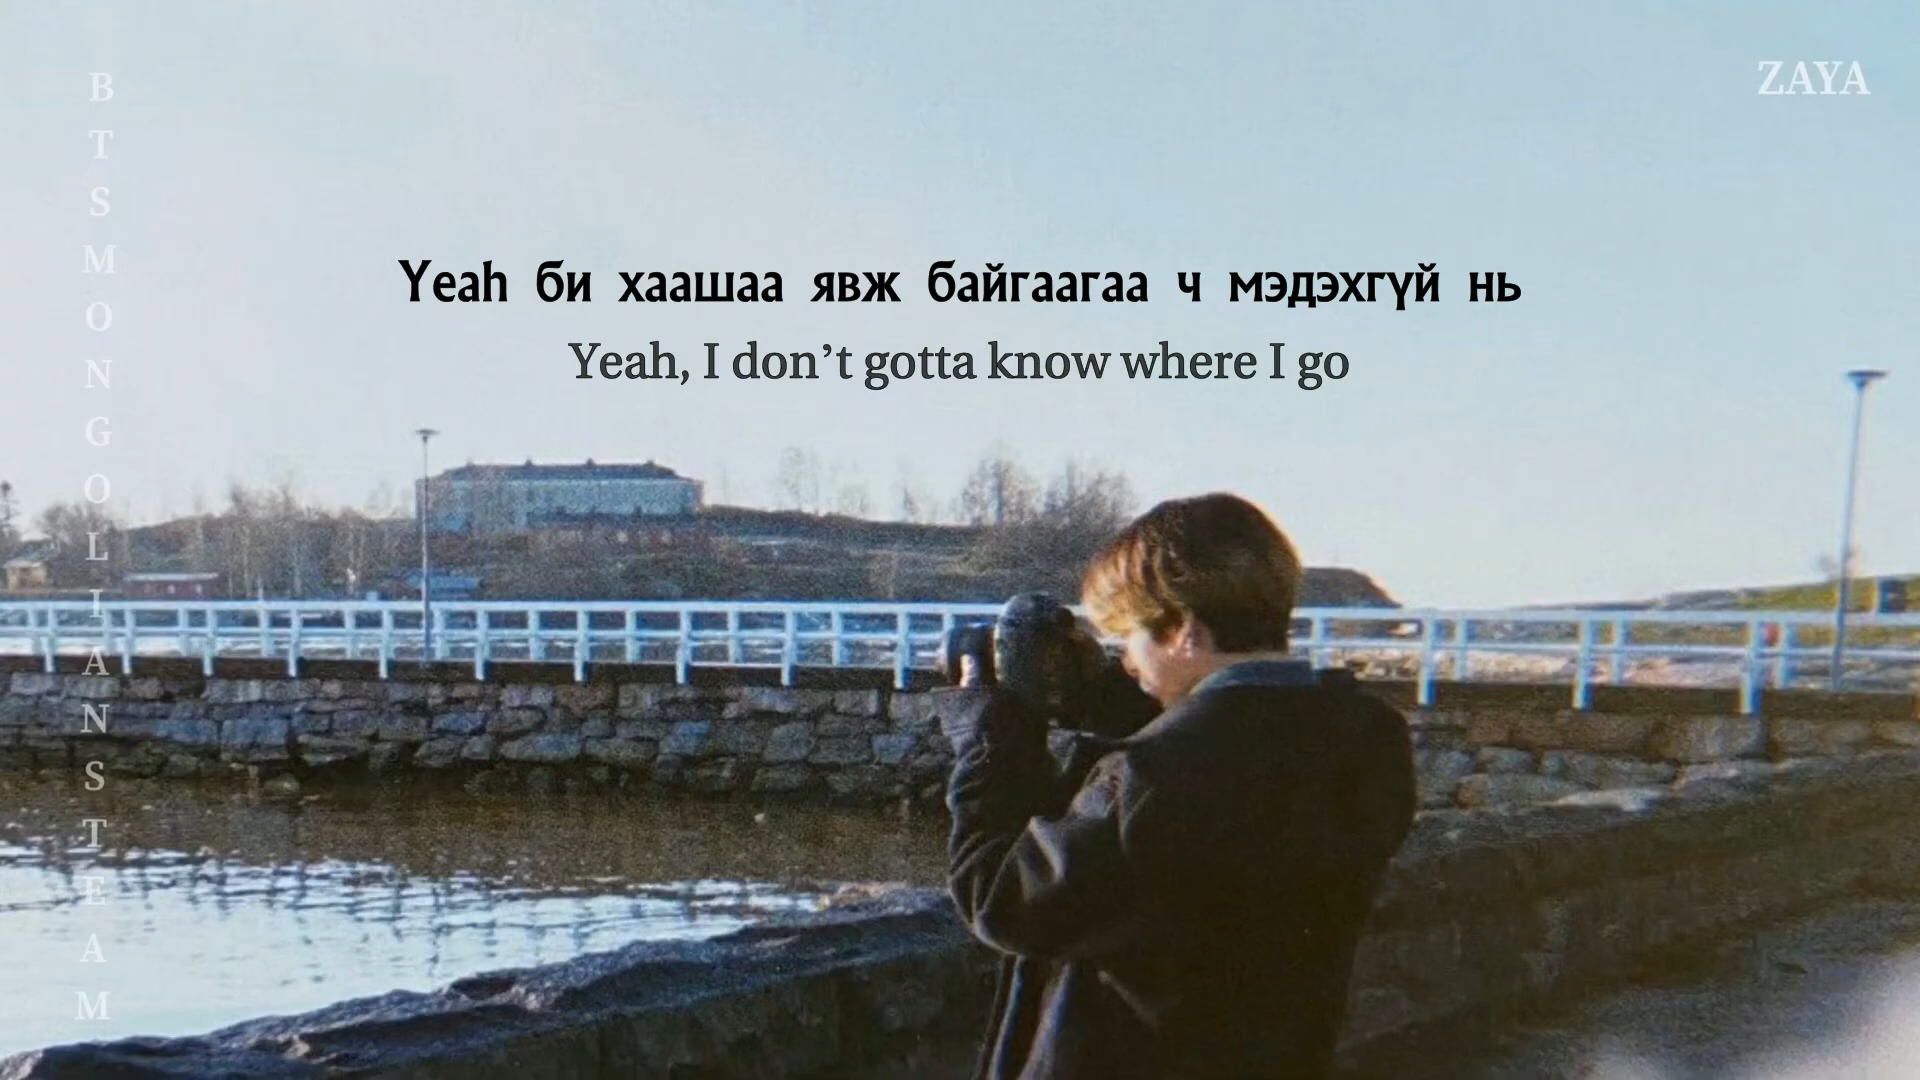 ZAYA
Yeah би хаашаа явж байгаагаа ч мэдэхгүй нь
Yeah, I don’t gotta know where I go
BTSMONGOLIANSTEAM